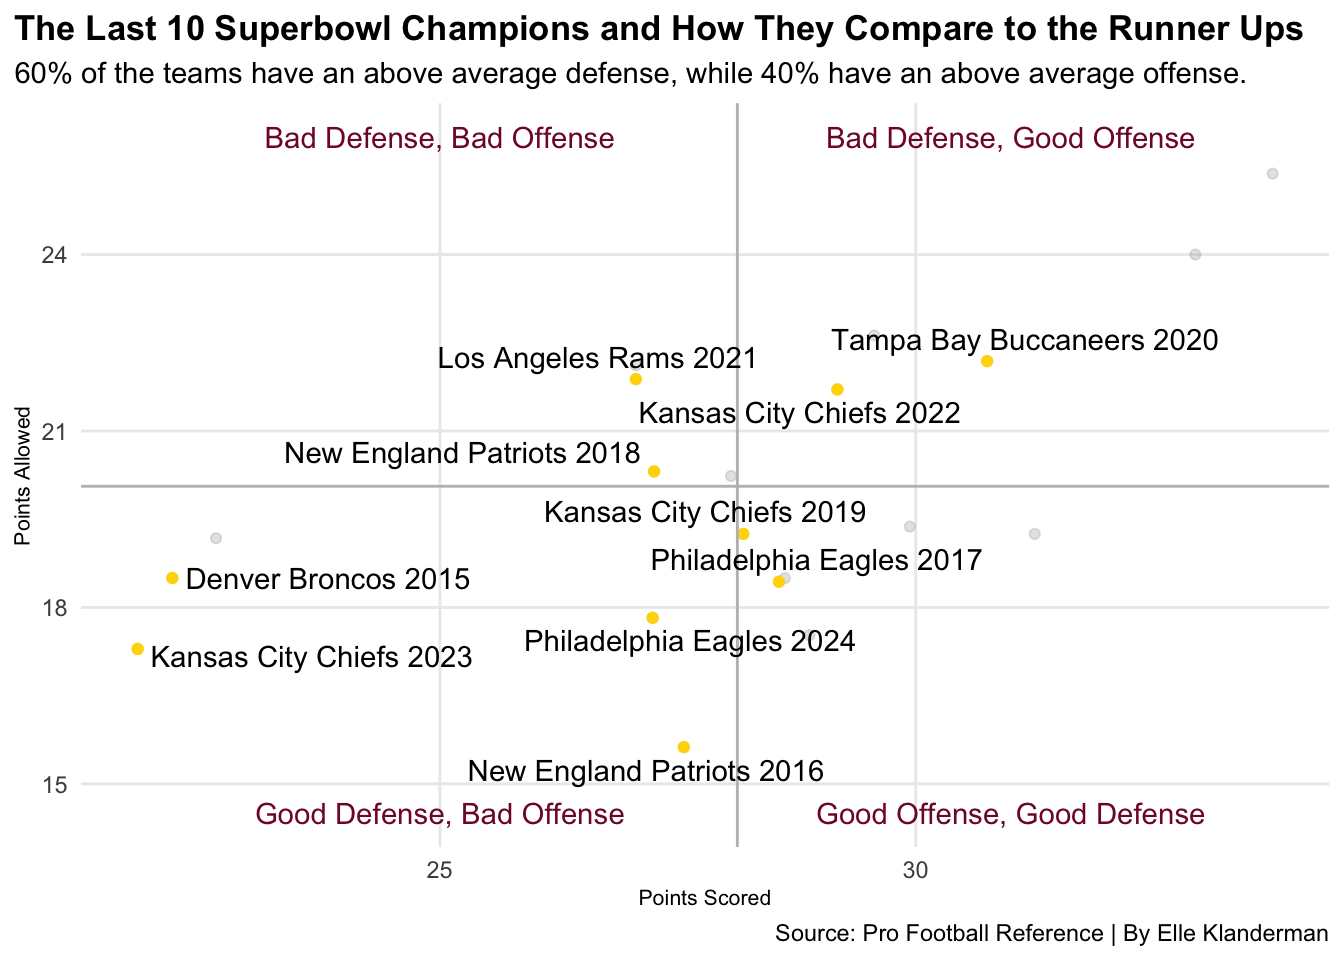 The Last 10 Superbowl Champions and How They Compare to the Runner Ups
60% of the teams have an above average defense, while 40% have an above average offense.
Bad Defense, Bad Offense
Bad Defense, Good Offense
24
Tampa Bay Buccaneers 2020
Los Angeles Rams 2021
Kansas City Chiefs 2022
21
New England Patriots 2018
Points Allowed
Kansas City Chiefs 2019
Philadelphia Eagles 2017
Denver Broncos 2015
18
Philadelphia Eagles 2024
Kansas City Chiefs 2023
New England Patriots 2016
15
Good Defense, Bad Offense
Good Offense, Good Defense
25
30
Points Scored
Source: Pro Football Reference | By Elle Klanderman